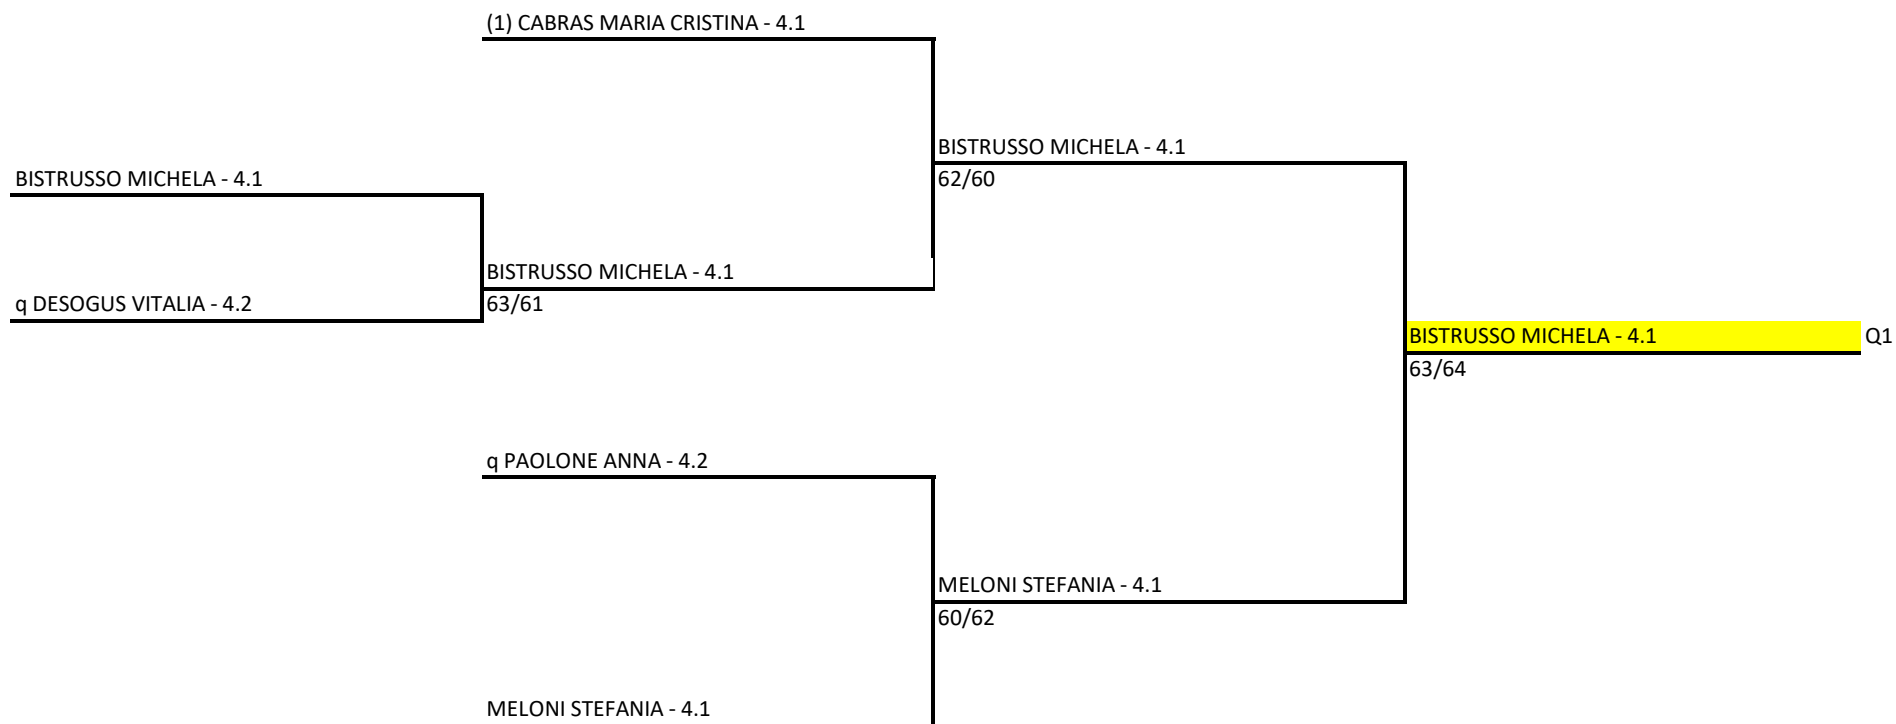 (1) CABRAS MARIA CRISTINA - 4.1
BISTRUSSO MICHELA - 4.1
BISTRUSSO MICHELA - 4.1
62/60
BISTRUSSO MICHELA - 4.1
q DESOGUS VITALIA - 4.2
63/61
BISTRUSSO MICHELA - 4.1 Q1
63/64
q PAOLONE ANNA - 4.2
MELONI STEFANIA - 4.1
60/62
MELONI STEFANIA - 4.1